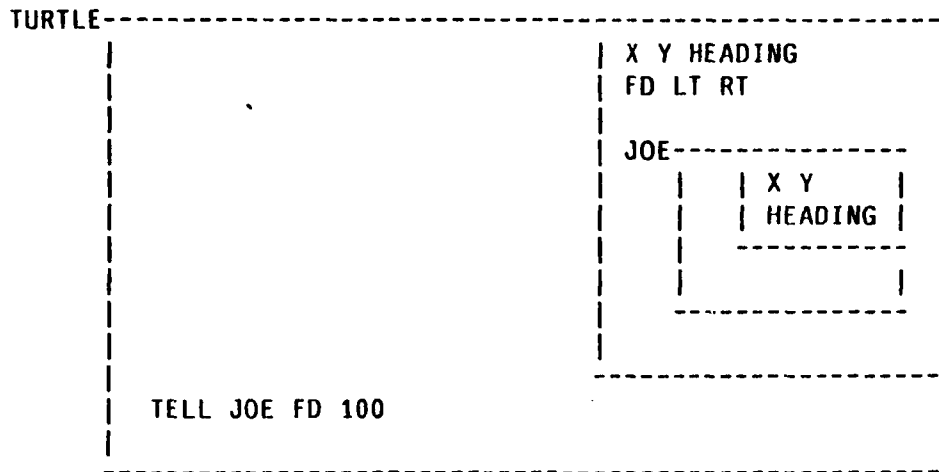 TURTLE
X Y HEADING
FD LT RT
JOE
X Y
HEADING
TELL JOE FD 100